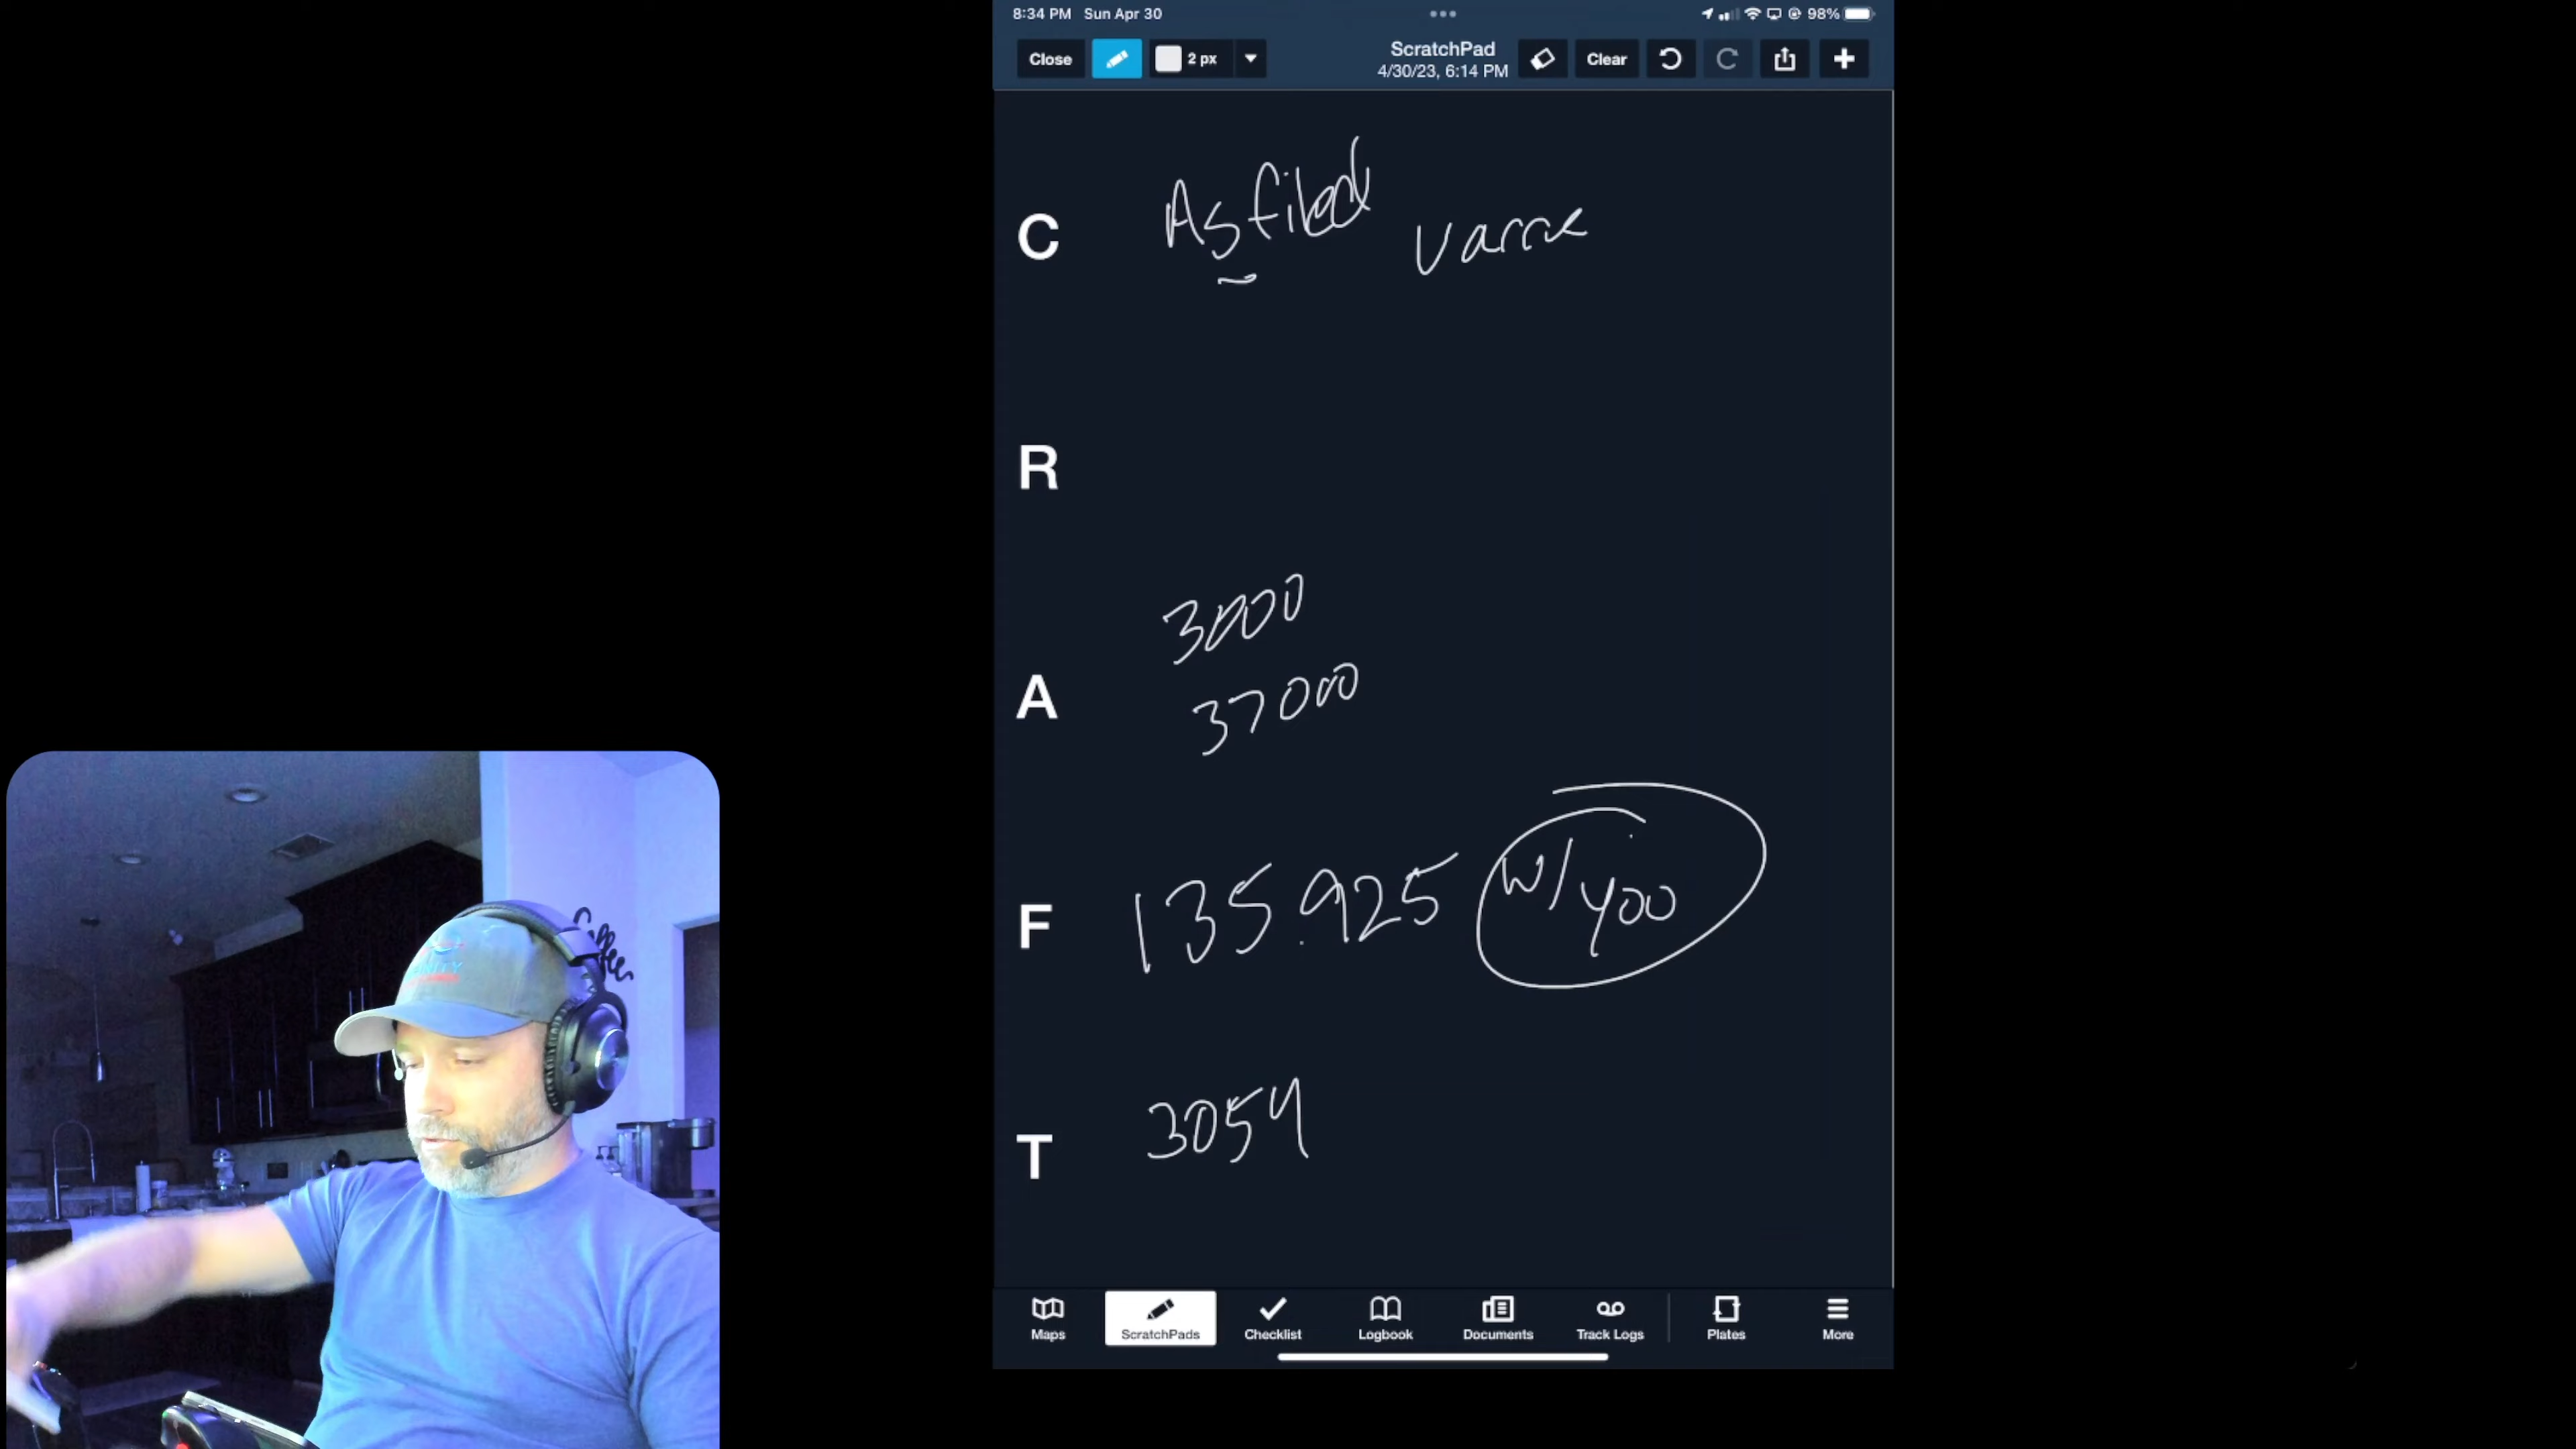 8:34 PM Sun Apr 30
98%
Close
2 px
ScratchPad
4/30/23, 6:14 PM
Clear
C As filed
R
A 3000
37000
F 135.925 w/ you
T 3054
Coffee
Maps
ScratchPads
Checklist
Logbook
Documents
Track Logs
Plates
More